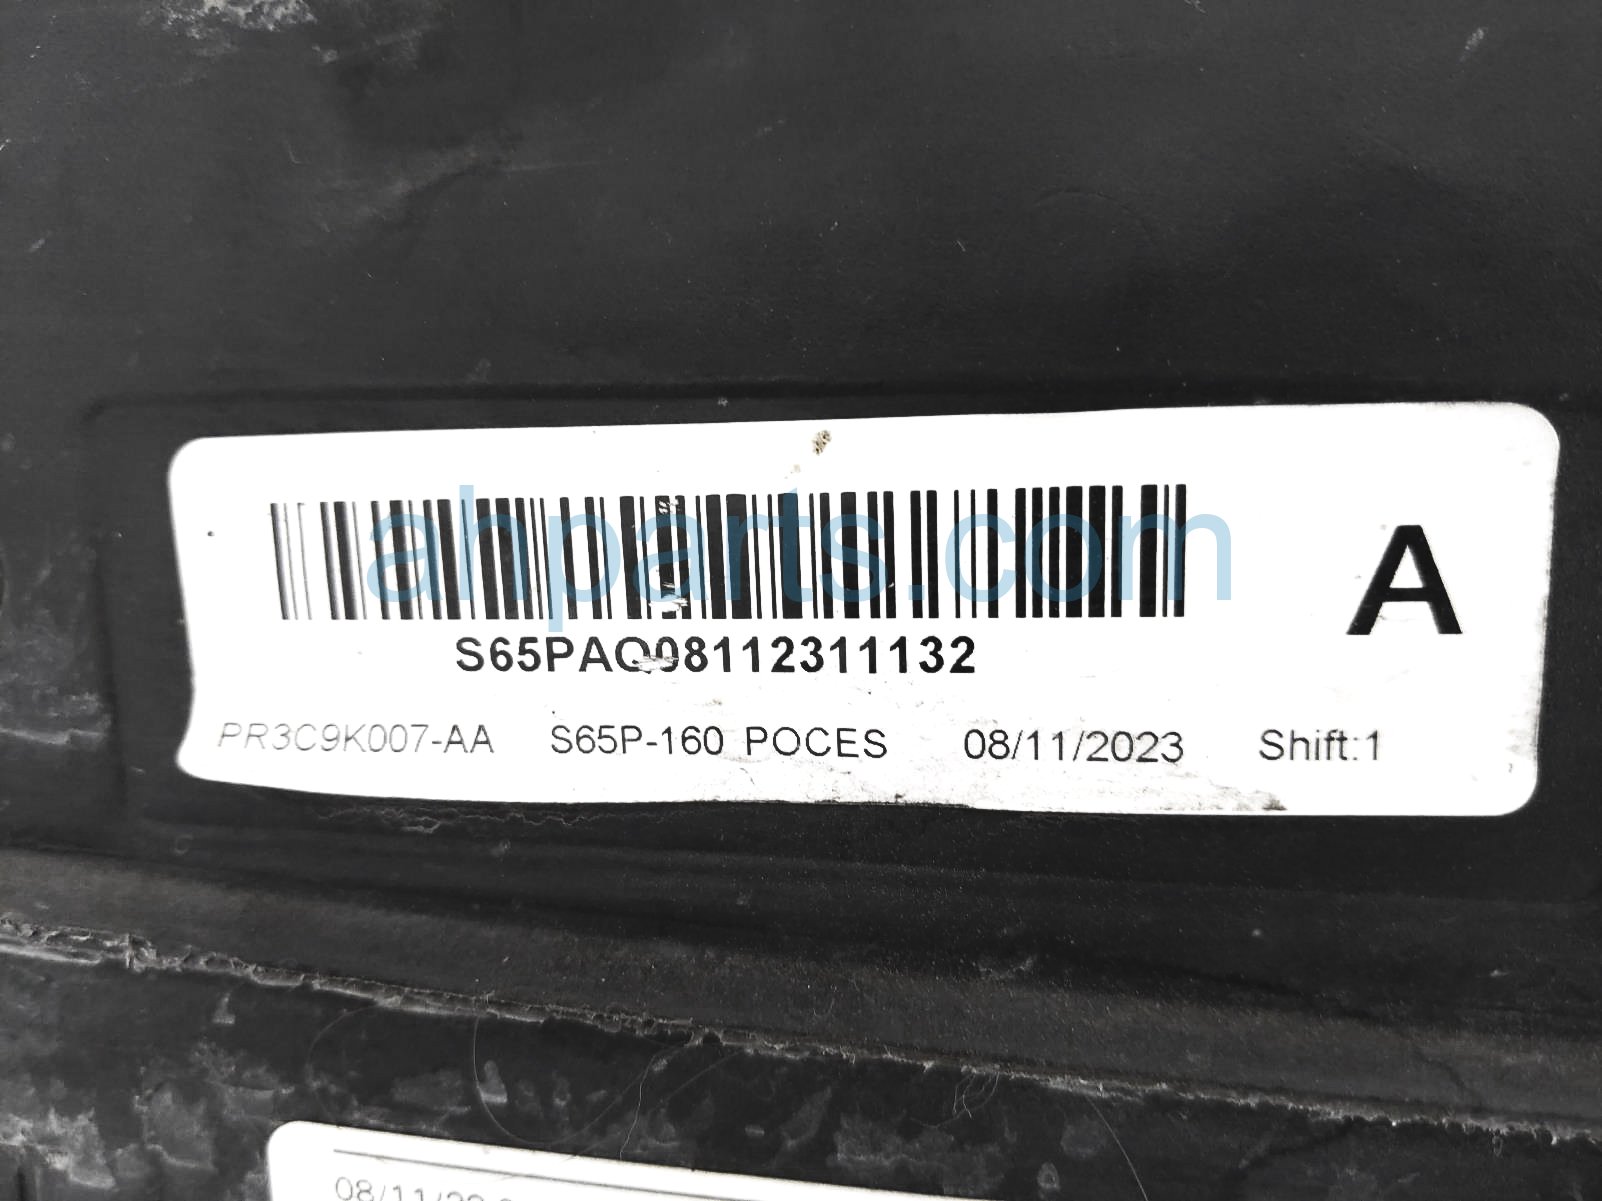 ahparts.com
A
S65PAQ08112311132
PR3C9K007-AA S65P-160 POCES 08/11/2023 Shift:1